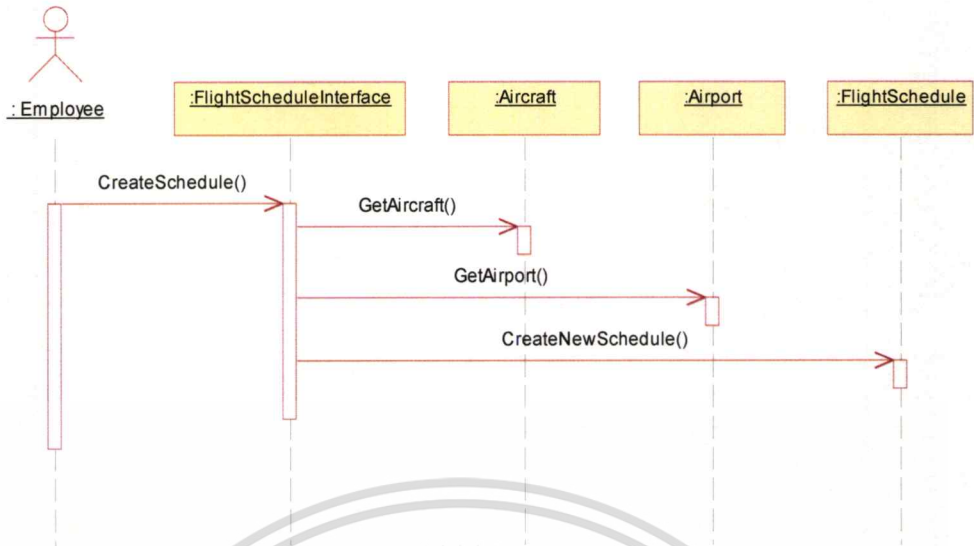 : Employee
:FlightScheduleInterface
:Aircraft
:Airport
:FlightSchedule
CreateSchedule()
GetAircraft()
GetAirport()
CreateNewSchedule()